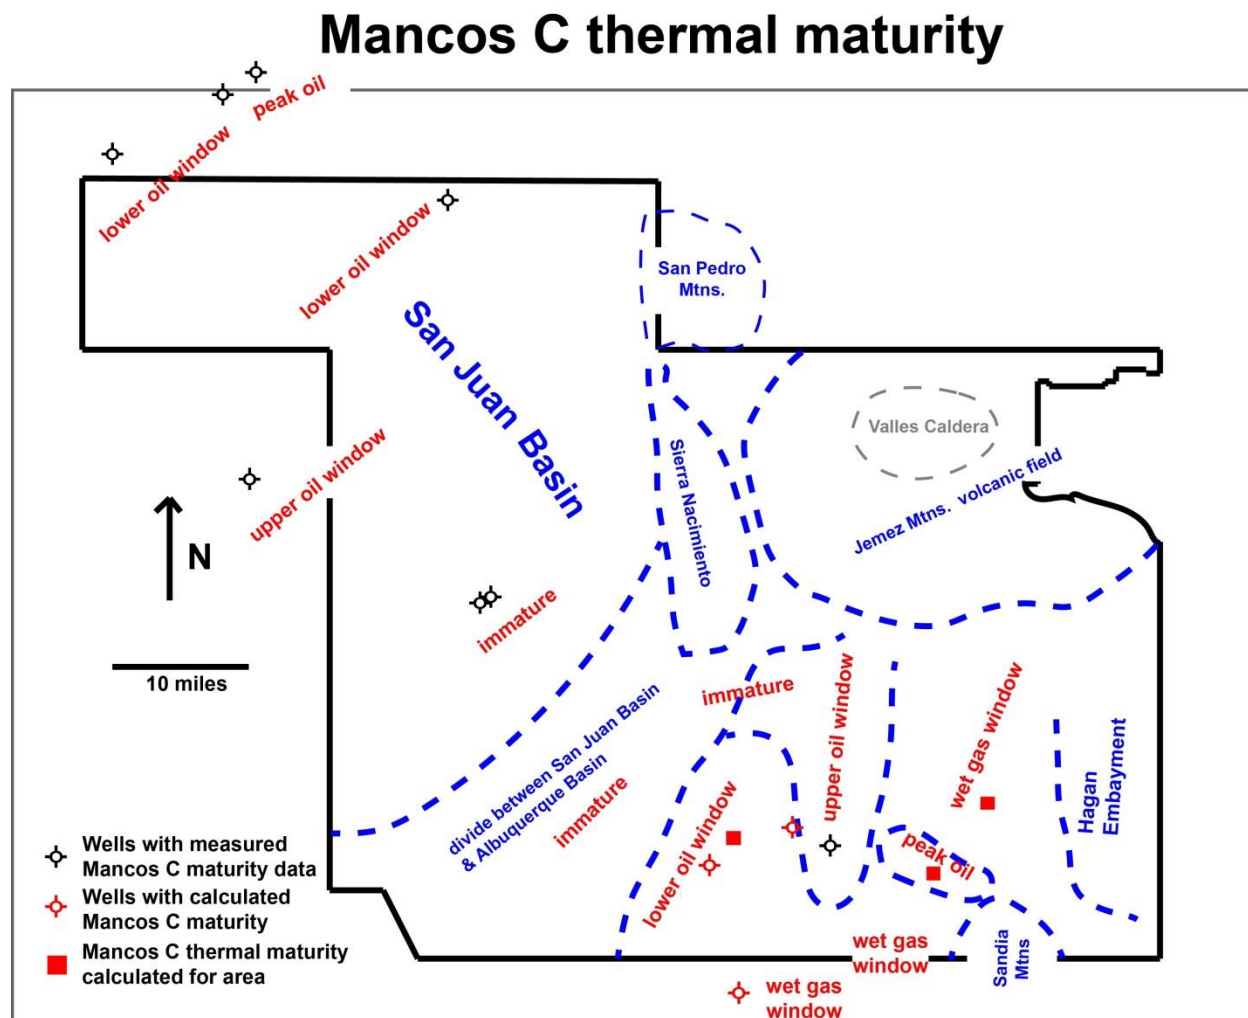 Mancos C thermal maturity
peak oil
lower oil window
lower oil window
San Pedro
Mtns.
San Juan Basin
Valles Caldera
Sierra Nacimiento
Jemez Mtns. volcanic field
upper oil window
N
immature
10 miles
immature
upper oil window
wet gas window
divide between San Juan Basin
& Albuquerque Basin
immature
lower oil window
Hagan
Embayment
peak oil
Wells with measured
Mancos C maturity data
Wells with calculated
Mancos C maturity
Mancos C thermal maturity
calculated for area
wet gas
window
Sandia
Mtns
wet gas
window